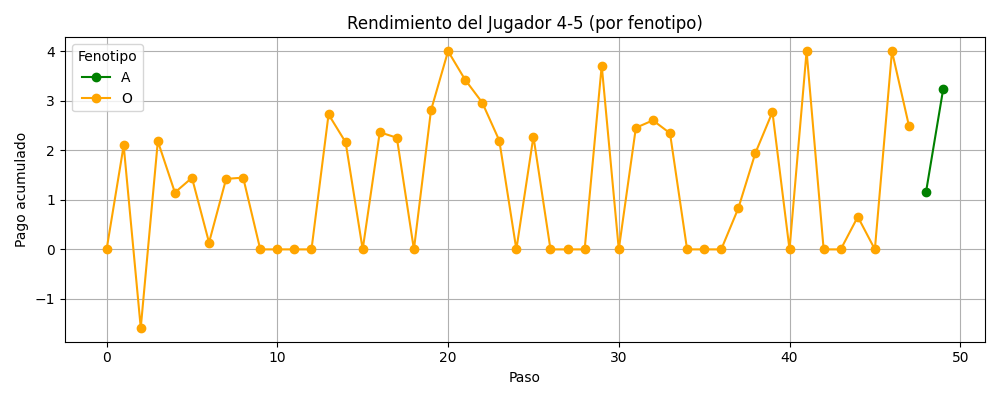 Rendimiento del Jugador 4-5 (por fenotipo)
Pago acumulado
4
3
2
1
0
−1
Fenotipo
A
O
0 10 20 30 40 50
Paso